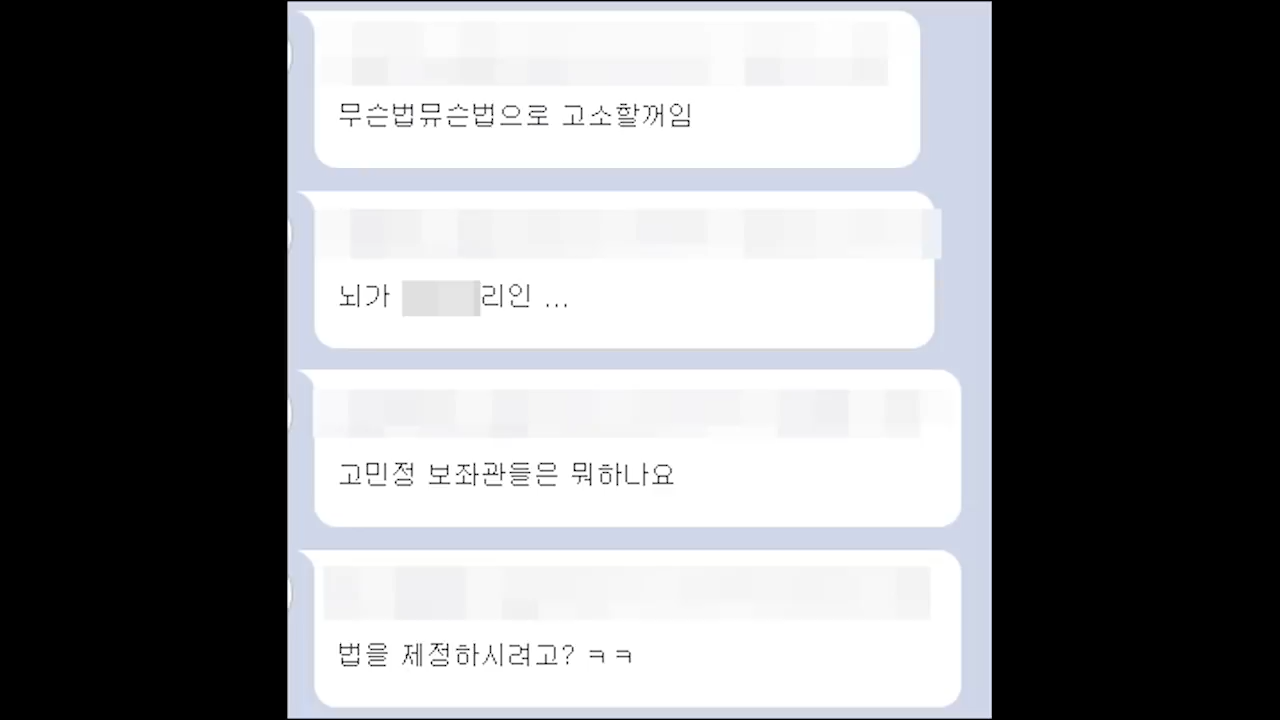 무슨법뮤슨법으로 고소할꺼임
뇌가 리인 ...
고민정 보좌관들은 뭐하나요
법을 제정하시려고? ㅋㅋ